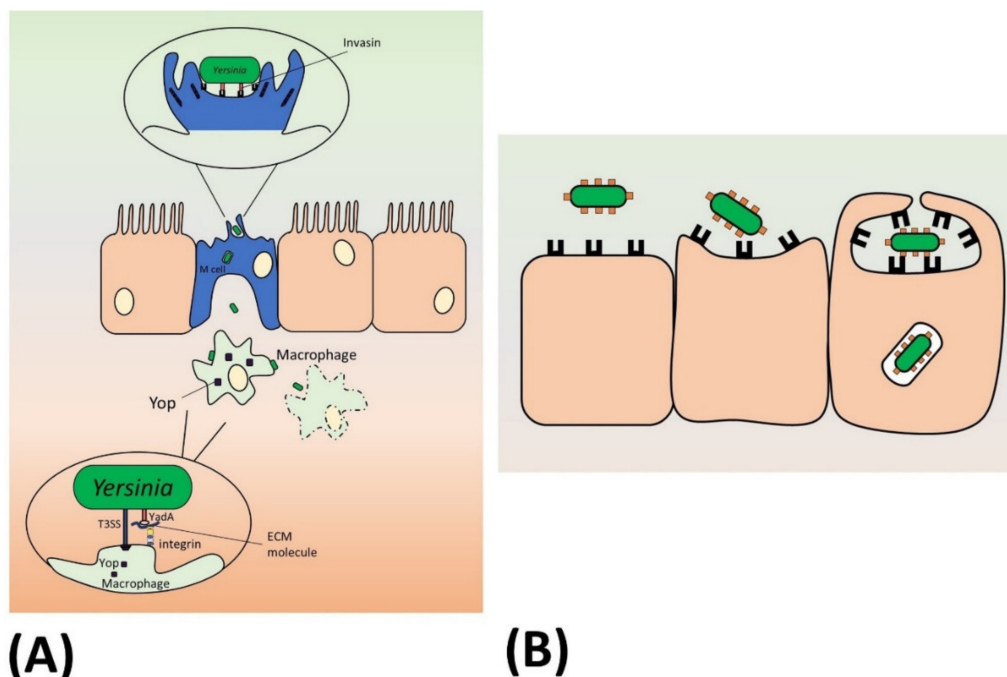 Invasin
Yersinia
M cell
Macrophage
Yop
Yersinia
T3SS
YadA
ECM
molecule
integrin
Yop
Macrophage
(A)
(B)